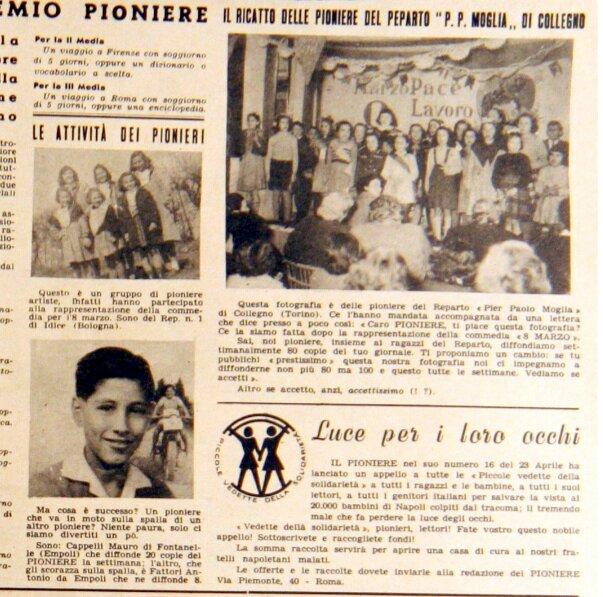 EMIO PIONIERE
Per la II Media
Un viaggio a Firenze con soggiorno
di 5 giorni, oppure un dizionario o
vocabolario a scelta.
Per la III Media
Un viaggio a Roma con soggiorno
di 5 giorni, oppure una enciclopedia.
LE ATTIVITÀ DEI PIONIERI
Questo è un gruppo di pioniere
artiste, infatti hanno partecipato
alla rappresentazione della comme-
dia per l'8 marzo. Sono del Rep. n. 1
di Idice (Bologna).
Ma cosa è successo? Un pioniere
che va in moto sulla spalla di un
altro pioniere? Niente paura, solo ci
siamo divertiti un pò.
Sono: Cappelli Mauro di Fontanel-
le (Empoli) che diffonde 20 copie del
PIONIERE la settimana; l'altro, che
gli scorazza sulla spalla, è Fattori An-
tonio da Empoli che ne diffonde 8.
IL RICATTO DELLE PIONIERE DEL PEPARTO "P. P. MOGLIA,, DI COLLEGNO
Marzo Pace
Lavoro
Questa fotografia è delle pioniere del Reparto « Pier Paolo Moglia »
di Collegno (Torino). Ce l'hanno mandata accompagnata da una lettera
che dice presso a poco così: « Caro PIONIERE, ti piace questa fotografia?
Ce la siamo fatta dopo la rappresentazione della commedia « 8 MARZO ».
Sai, noi pioniere, insieme ai ragazzi del Reparto, diffondiamo set-
timanalmente 80 copie del tuo giornale. Ti proponiamo un cambio: se tu
pubblichi « prestissimo » questa nostra fotografia noi ci impegnamo a
diffonderne non più 80 ma 100 e questo tutte le settimane. Vediamo se
accetti ».
Altro se accetto, anzi, accettissimo (! ?).
PICCOLE VEDETTE DELLA SOLIDARIETÀ
Luce per i loro occhi
IL PIONIERE nel suo numero 16 del 23 Aprile ha
lanciato un appello a tutte le « Piccole vedette della
solidarietà » a tutti i ragazzi e le bambine, a tutti i suoi
lettori, a tutti i genitori italiani per salvare la vista ai
20.000 bambini di Napoli colpiti dal tracoma; il tremendo
male che fa perdere la luce degli occhi.
« Vedette della solidarietà », pionieri, lettori! Fate vostro questo nobile
appello! Sottoscrivete e raccogliete fondi!
La somma raccolta servirà per aprire una casa di cura ai nostri fra-
telli napoletani malati.
Le offerte e le raccolte dovete inviarle alla redazione del PIONIERE
Via Piemonte, 40 - Roma.